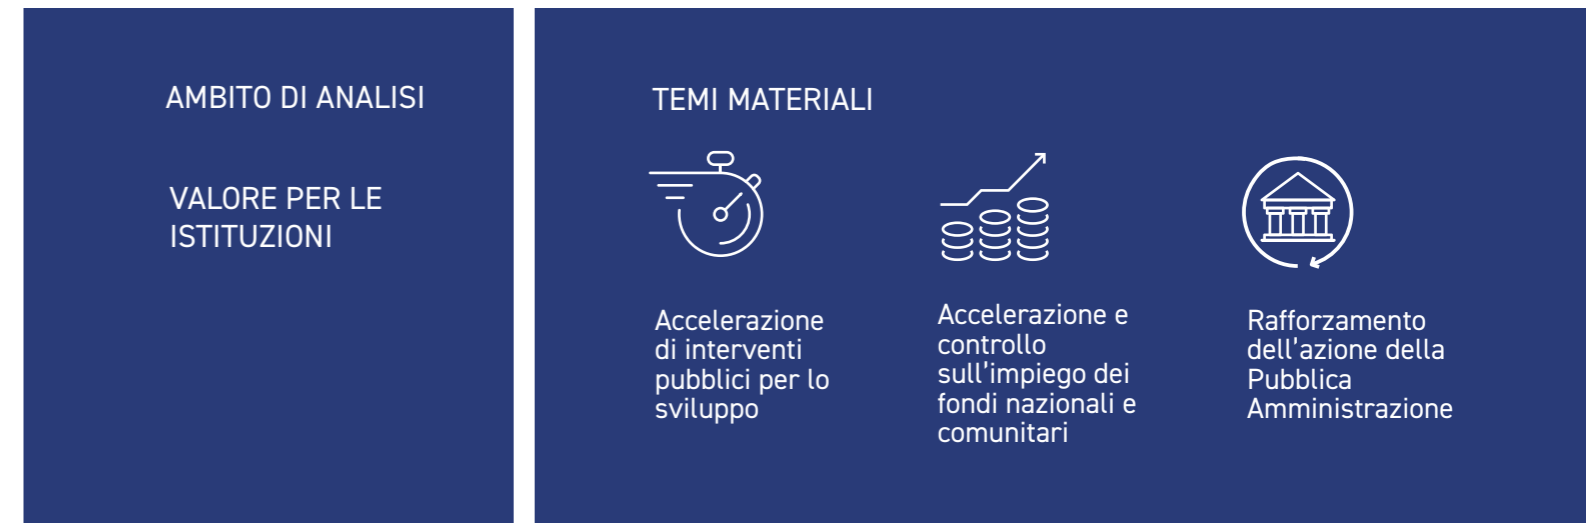 AMBITO DI ANALISI
VALORE PER LE
ISTITUZIONI
TEMI MATERIALI
Accelerazione
di interventi
pubblici per lo
sviluppo
Accelerazione e
controllo
sull’impiego dei
fondi nazionali e
comunitari
Rafforzamento
dell’azione della
Pubblica
Amministrazione